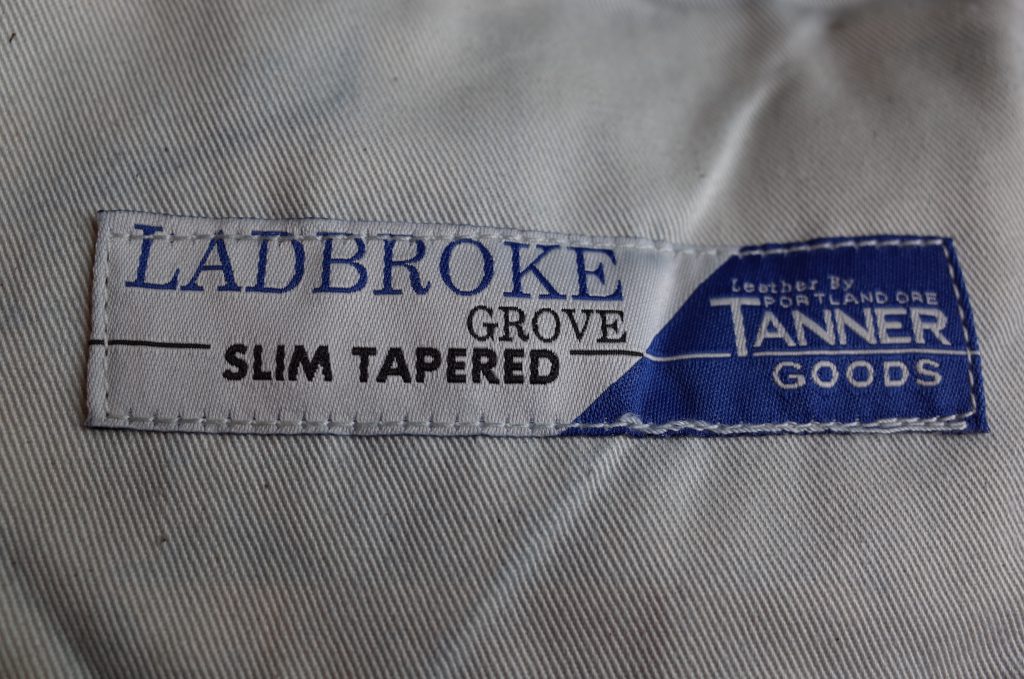 LADBROKE
GROVE
SLIM TAPERED
Leather By
PORTLAND ORE
TANNER
GOODS